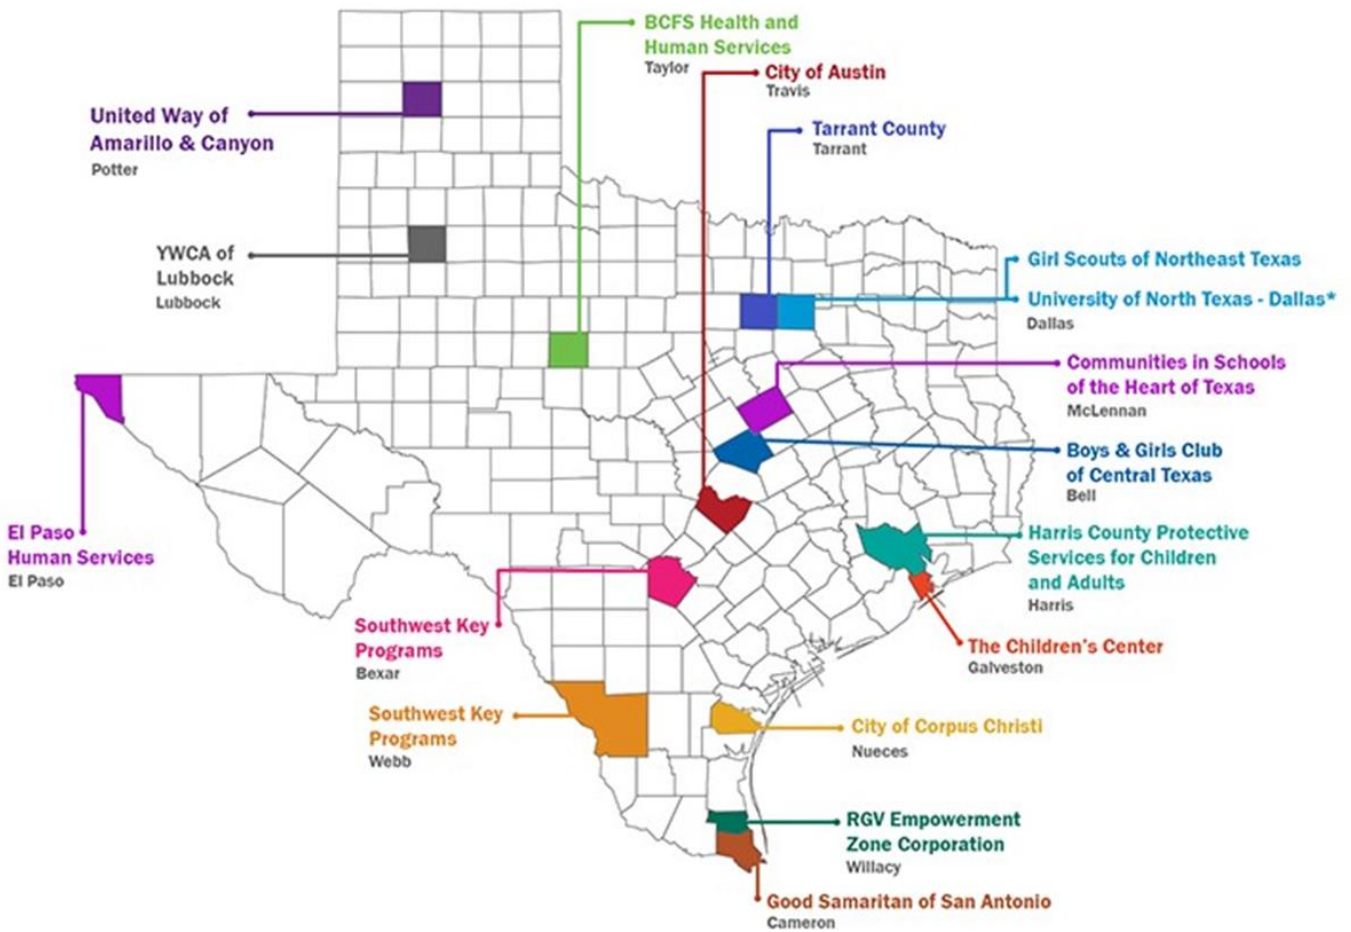 BCFS Health and
Human Services
Taylor
City of Austin
Travis
United Way of
Amarillo & Canyon
Potter
Tarrant County
Tarrant
YWCA of
Lubbock
Lubbock
Girl Scouts of Northeast Texas
University of North Texas - Dallas*
Dallas
Communities in Schools
of the Heart of Texas
McLennan
Boys & Girls Club
of Central Texas
Bell
El Paso
Human Services
El Paso
Harris County Protective
Services for Children
and Adults
Harris
Southwest Key
Programs
Bexar
The Children's Center
Galveston
Southwest Key
Programs
Webb
City of Corpus Christi
Nueces
RGV Empowerment
Zone Corporation
Willacy
Good Samaritan of San Antonio
Cameron